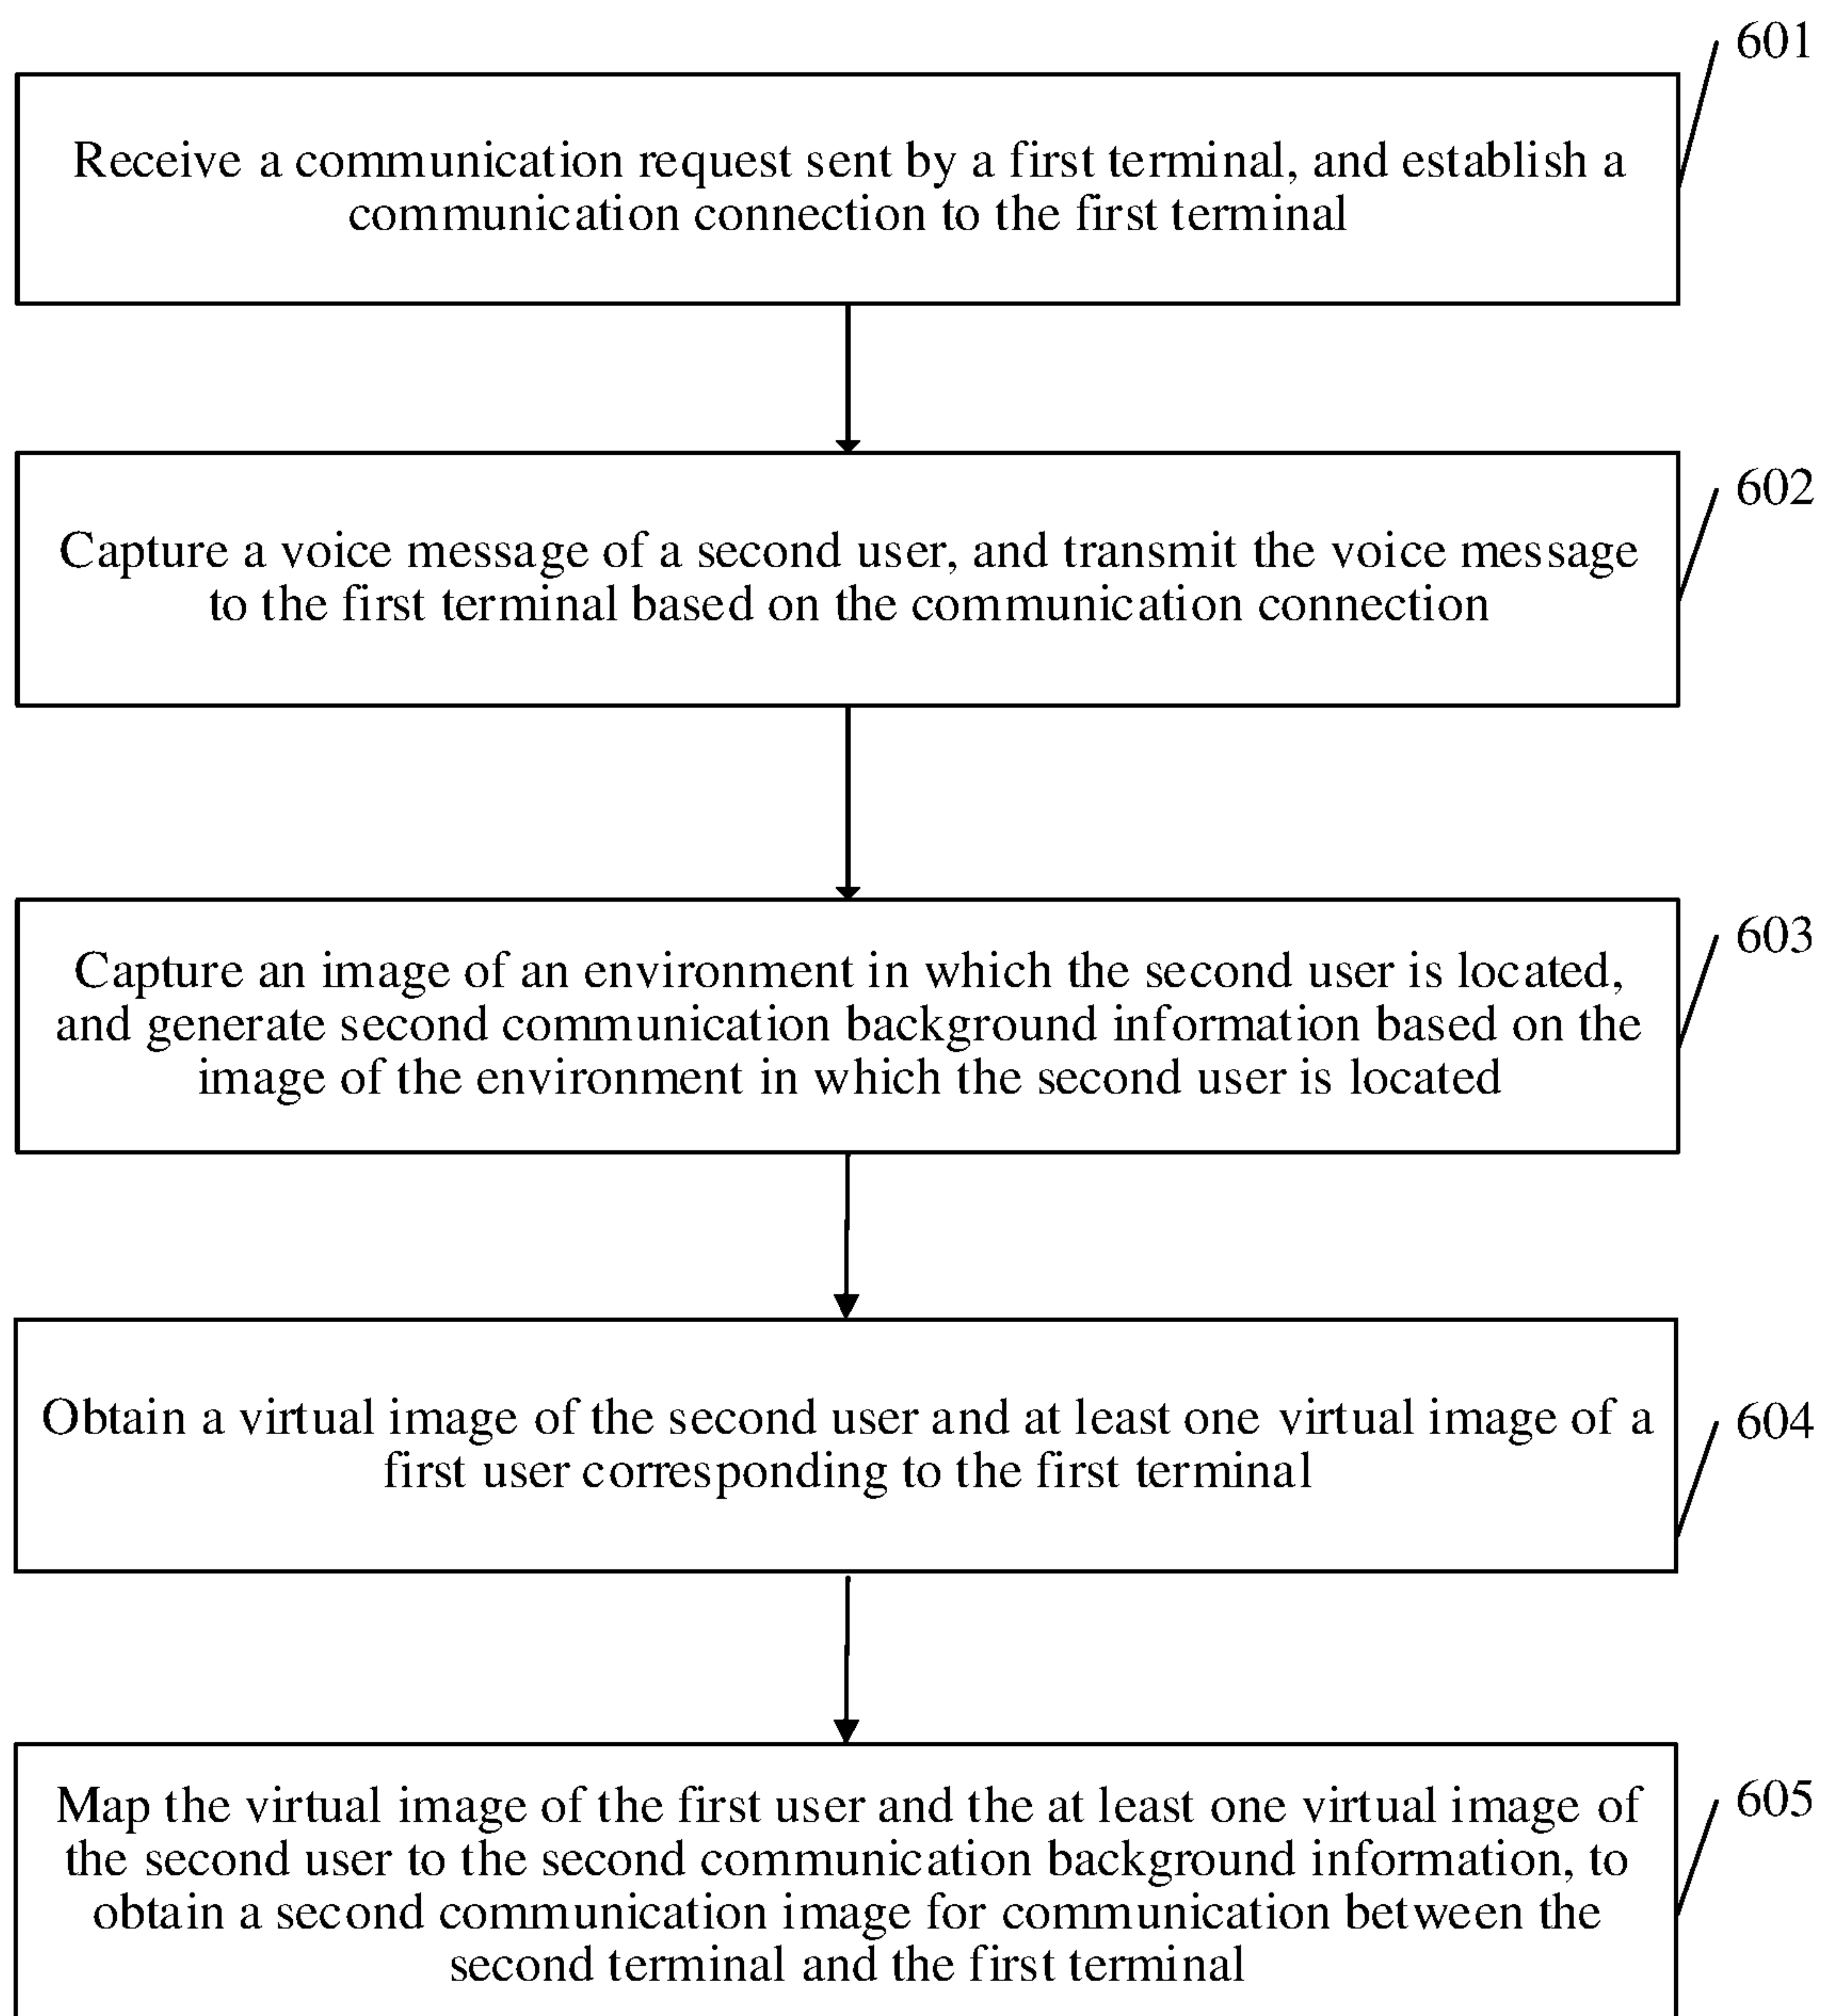 601
Receive a communication request sent by a first terminal, and establish a
communication connection to the first terminal
602
Capture a voice message of a second user, and transmit the voice message
to the first terminal based on the communication connection
603
Capture an image of an environment in which the second user is located,
and generate second communication background information based on the
image of the environment in which the second user is located
604
Obtain a virtual image of the second user and at least one virtual image of a
first user corresponding to the first terminal
605
Map the virtual image of the first user and the at least one virtual image of
the second user to the second communication background information, to
obtain a second communication image for communication between the
second terminal and the first terminal